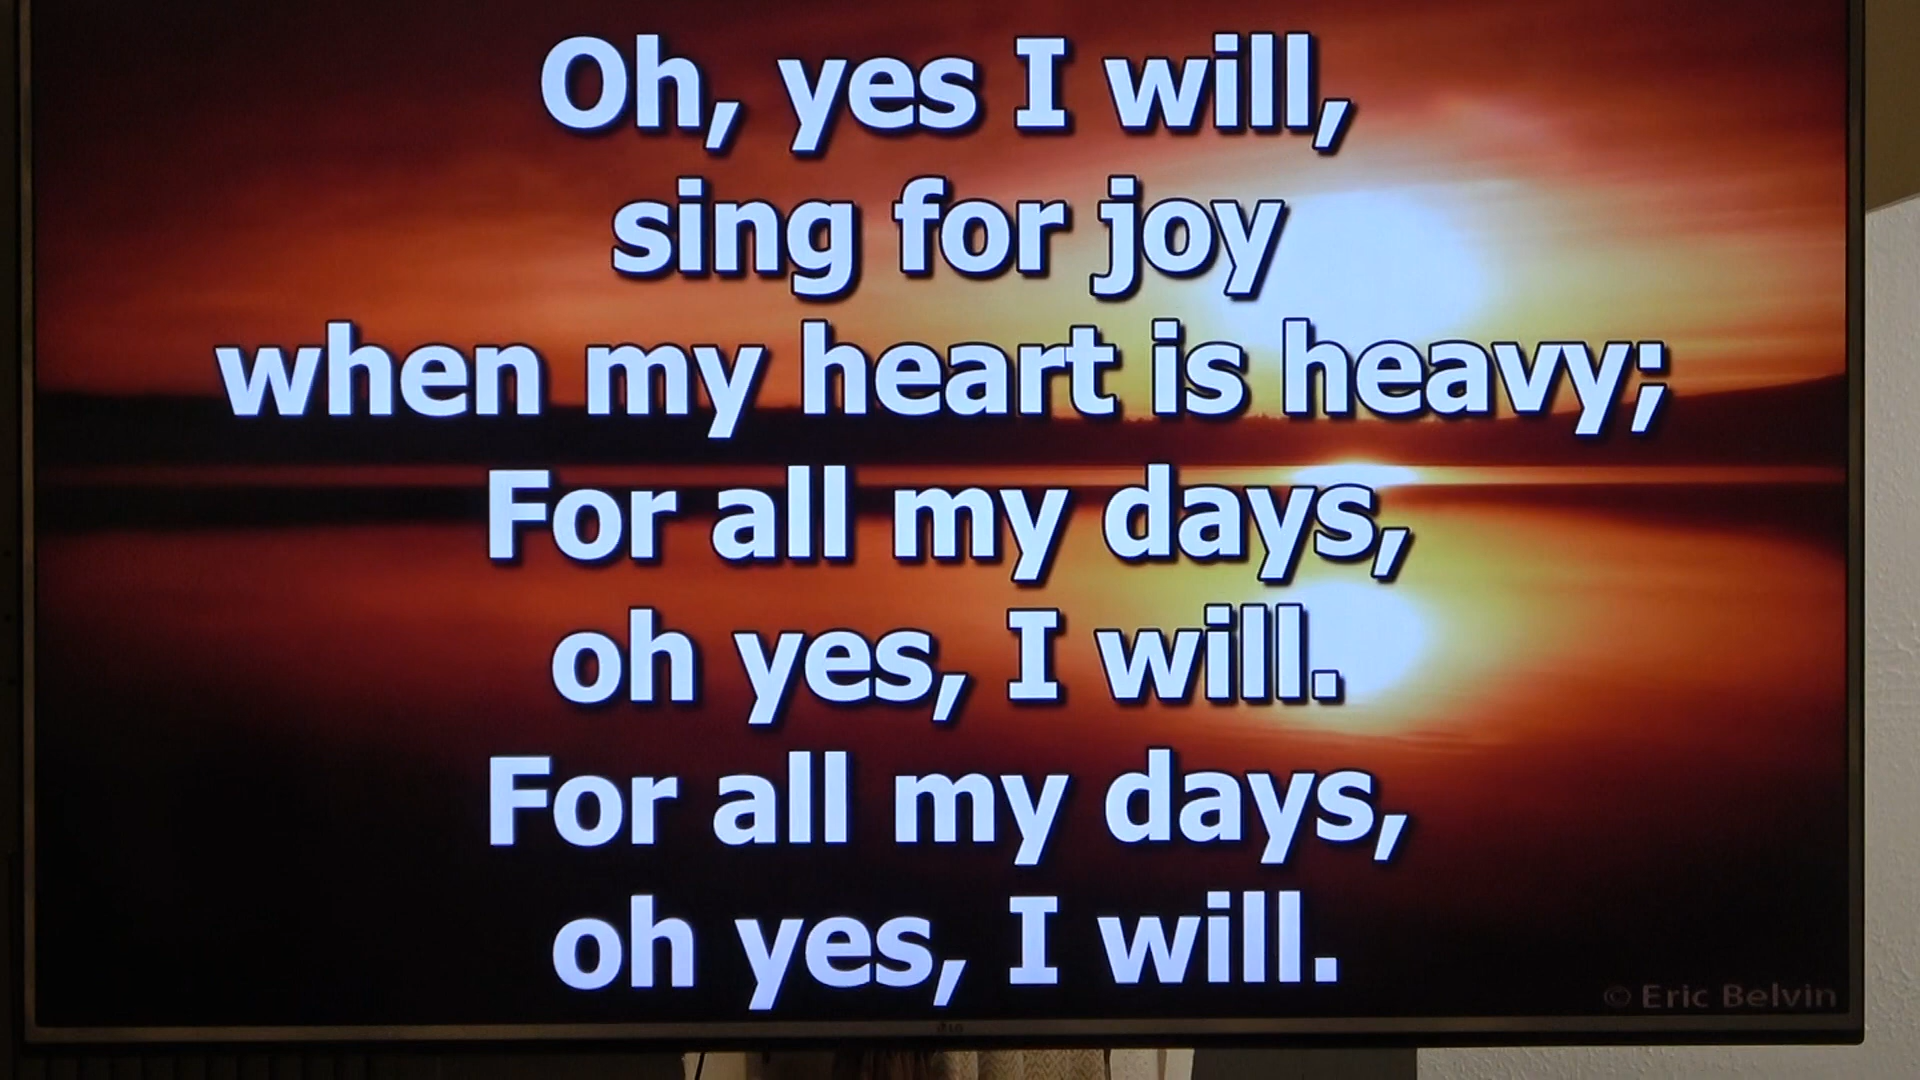 Oh, yes I will,
sing for joy
when my heart is heavy;
For all my days,
oh yes, I will.
For all my days,
oh yes, I will.
© Eric Belvin
LG